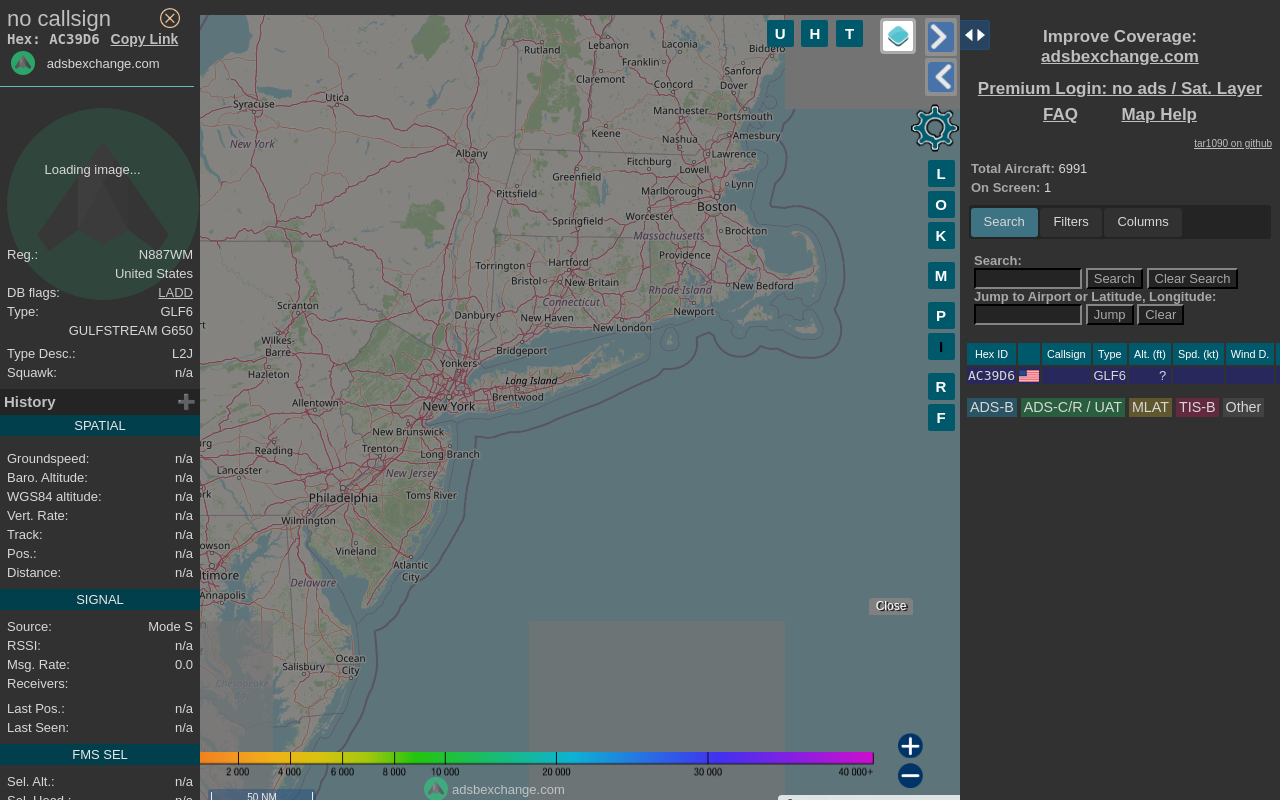 no callsign
Hex: AC39D6 Copy Link
adsbexchange.com
Loading image...
Reg.: N887WM
United States
DB flags: LADD
Type: GLF6
GULFSTREAM G650
Type Desc.: L2J
Squawk: n/a
History
SPATIAL
Groundspeed: n/a
Baro. Altitude: n/a
WGS84 altitude: n/a
Vert. Rate: n/a
Track: n/a
Pos.: n/a
Distance: n/a
SIGNAL
Source: Mode S
RSSI: n/a
Msg. Rate: 0.0
Receivers:
Last Pos.: n/a
Last Seen: n/a
FMS SEL
Sel. Alt.: n/a
Sel. Head.: n/a
U H T
L
O
K
M
P
I
R
F
Rutland
Lebanon
Laconia
Biddefo
Franklin
Sanford
Claremont
Concord
Dover
Syracuse
Utica
Manchester
Portsmouth
Keene
Nashua
Amesbury
New York
Albany
Fitchburg
Lawrence
Lowell
Greenfield
Pittsfield
Marlborough
Lynn
Worcester
Boston
Springfield
Massachusetts
Brockton
Torrington
Hartford
Providence
Bristol
New Britain
Rhode Island
New Bedford
Scranton
Connecticut
Danbury
New Haven
New London
Newport
Wilkes-
Barre
Bridgeport
Hazleton
Yonkers
Long Island
Allentown
New York
Brentwood
New Brunswick
Reading
Trenton
Long Branch
Lancaster
New Jersey
Philadelphia
Toms River
Wilmington
Vineland
owson
Atlantic
City
ltimore
Delaware
Annapolis
Salisbury
Ocean
City
Chesapeake
Close
2 000 4 000 6 000 8 000 10 000 20 000 30 000 40 000+
adsbexchange.com
50 NM
Improve Coverage:
adsbexchange.com
Premium Login: no ads / Sat. Layer
FAQ Map Help
tar1090 on github
Total Aircraft: 6991
On Screen: 1
Search Filters Columns
Search:
Search Clear Search
Jump to Airport or Latitude, Longitude:
Jump Clear
Hex ID Callsign Type Alt. (ft) Spd. (kt) Wind D.
AC39D6 GLF6 ?
ADS-B ADS-C/R / UAT MLAT TIS-B Other